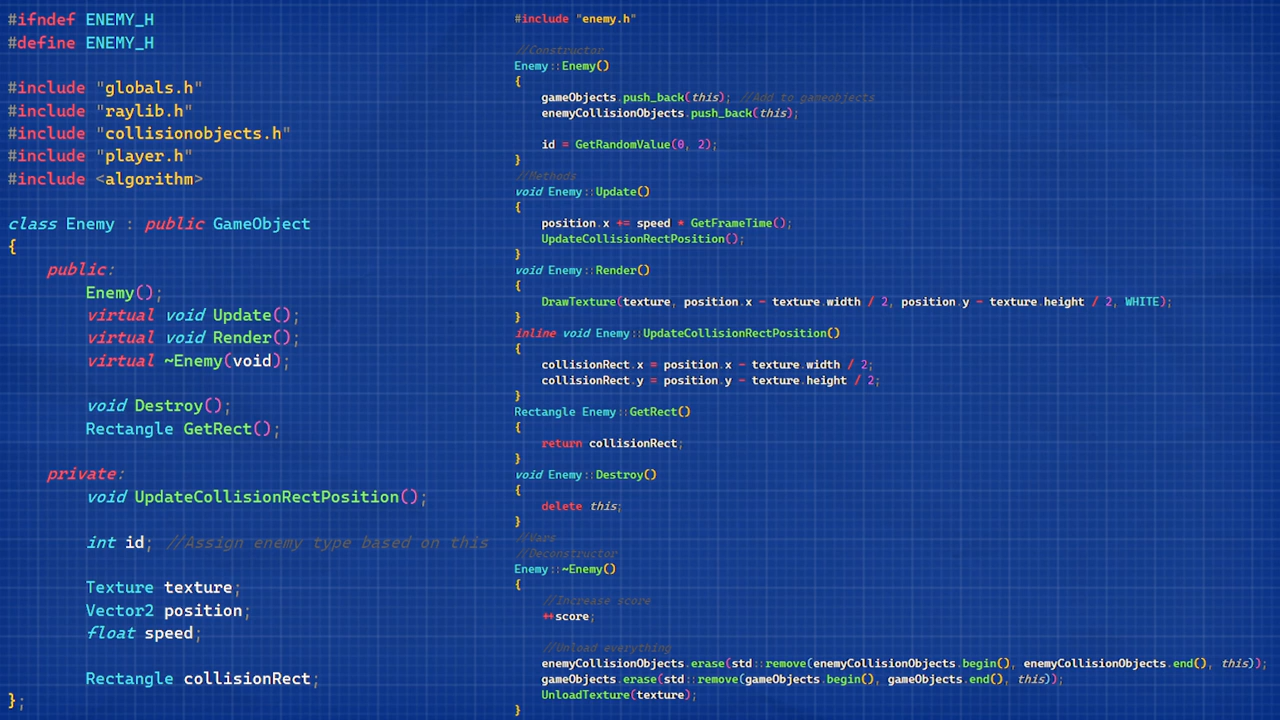 #ifndef ENEMY_H
#define ENEMY_H
#include "globals.h"
#include "raylib.h"
#include "collisionobjects.h"
#include "player.h"
#include <algorithm>
class Enemy : public GameObject
{
public:
Enemy();
virtual void Update();
virtual void Render();
virtual ~Enemy(void);
void Destroy();
Rectangle GetRect();
private:
void UpdateCollisionRectPosition();
int id; //Assign enemy type based on this
Texture texture;
Vector2 position;
float speed;
Rectangle collisionRect;
};
#include "enemy.h"
//Constructor
Enemy::Enemy()
{
gameObjects.push_back(this); //Add to gameobjects
enemyCollisionObjects.push_back(this);
id = GetRandomValue(0, 2);
}
//Methods
void Enemy::Update()
{
position.x += speed * GetFrameTime();
UpdateCollisionRectPosition();
}
void Enemy::Render()
{
DrawTexture(texture, position.x - texture.width / 2, position.y - texture.height / 2, WHITE);
}
inline void Enemy::UpdateCollisionRectPosition()
{
collisionRect.x = position.x - texture.width / 2;
collisionRect.y = position.y - texture.height / 2;
}
Rectangle Enemy::GetRect()
{
return collisionRect;
}
void Enemy::Destroy()
{
delete this;
}
//Vars
//Deconstructor
Enemy::~Enemy()
{
//Increase score
++score;
//Unload everything
enemyCollisionObjects.erase(std::remove(enemyCollisionObjects.begin(), enemyCollisionObjects.end(), this));
gameObjects.erase(std::remove(gameObjects.begin(), gameObjects.end(), this));
UnloadTexture(texture);
}